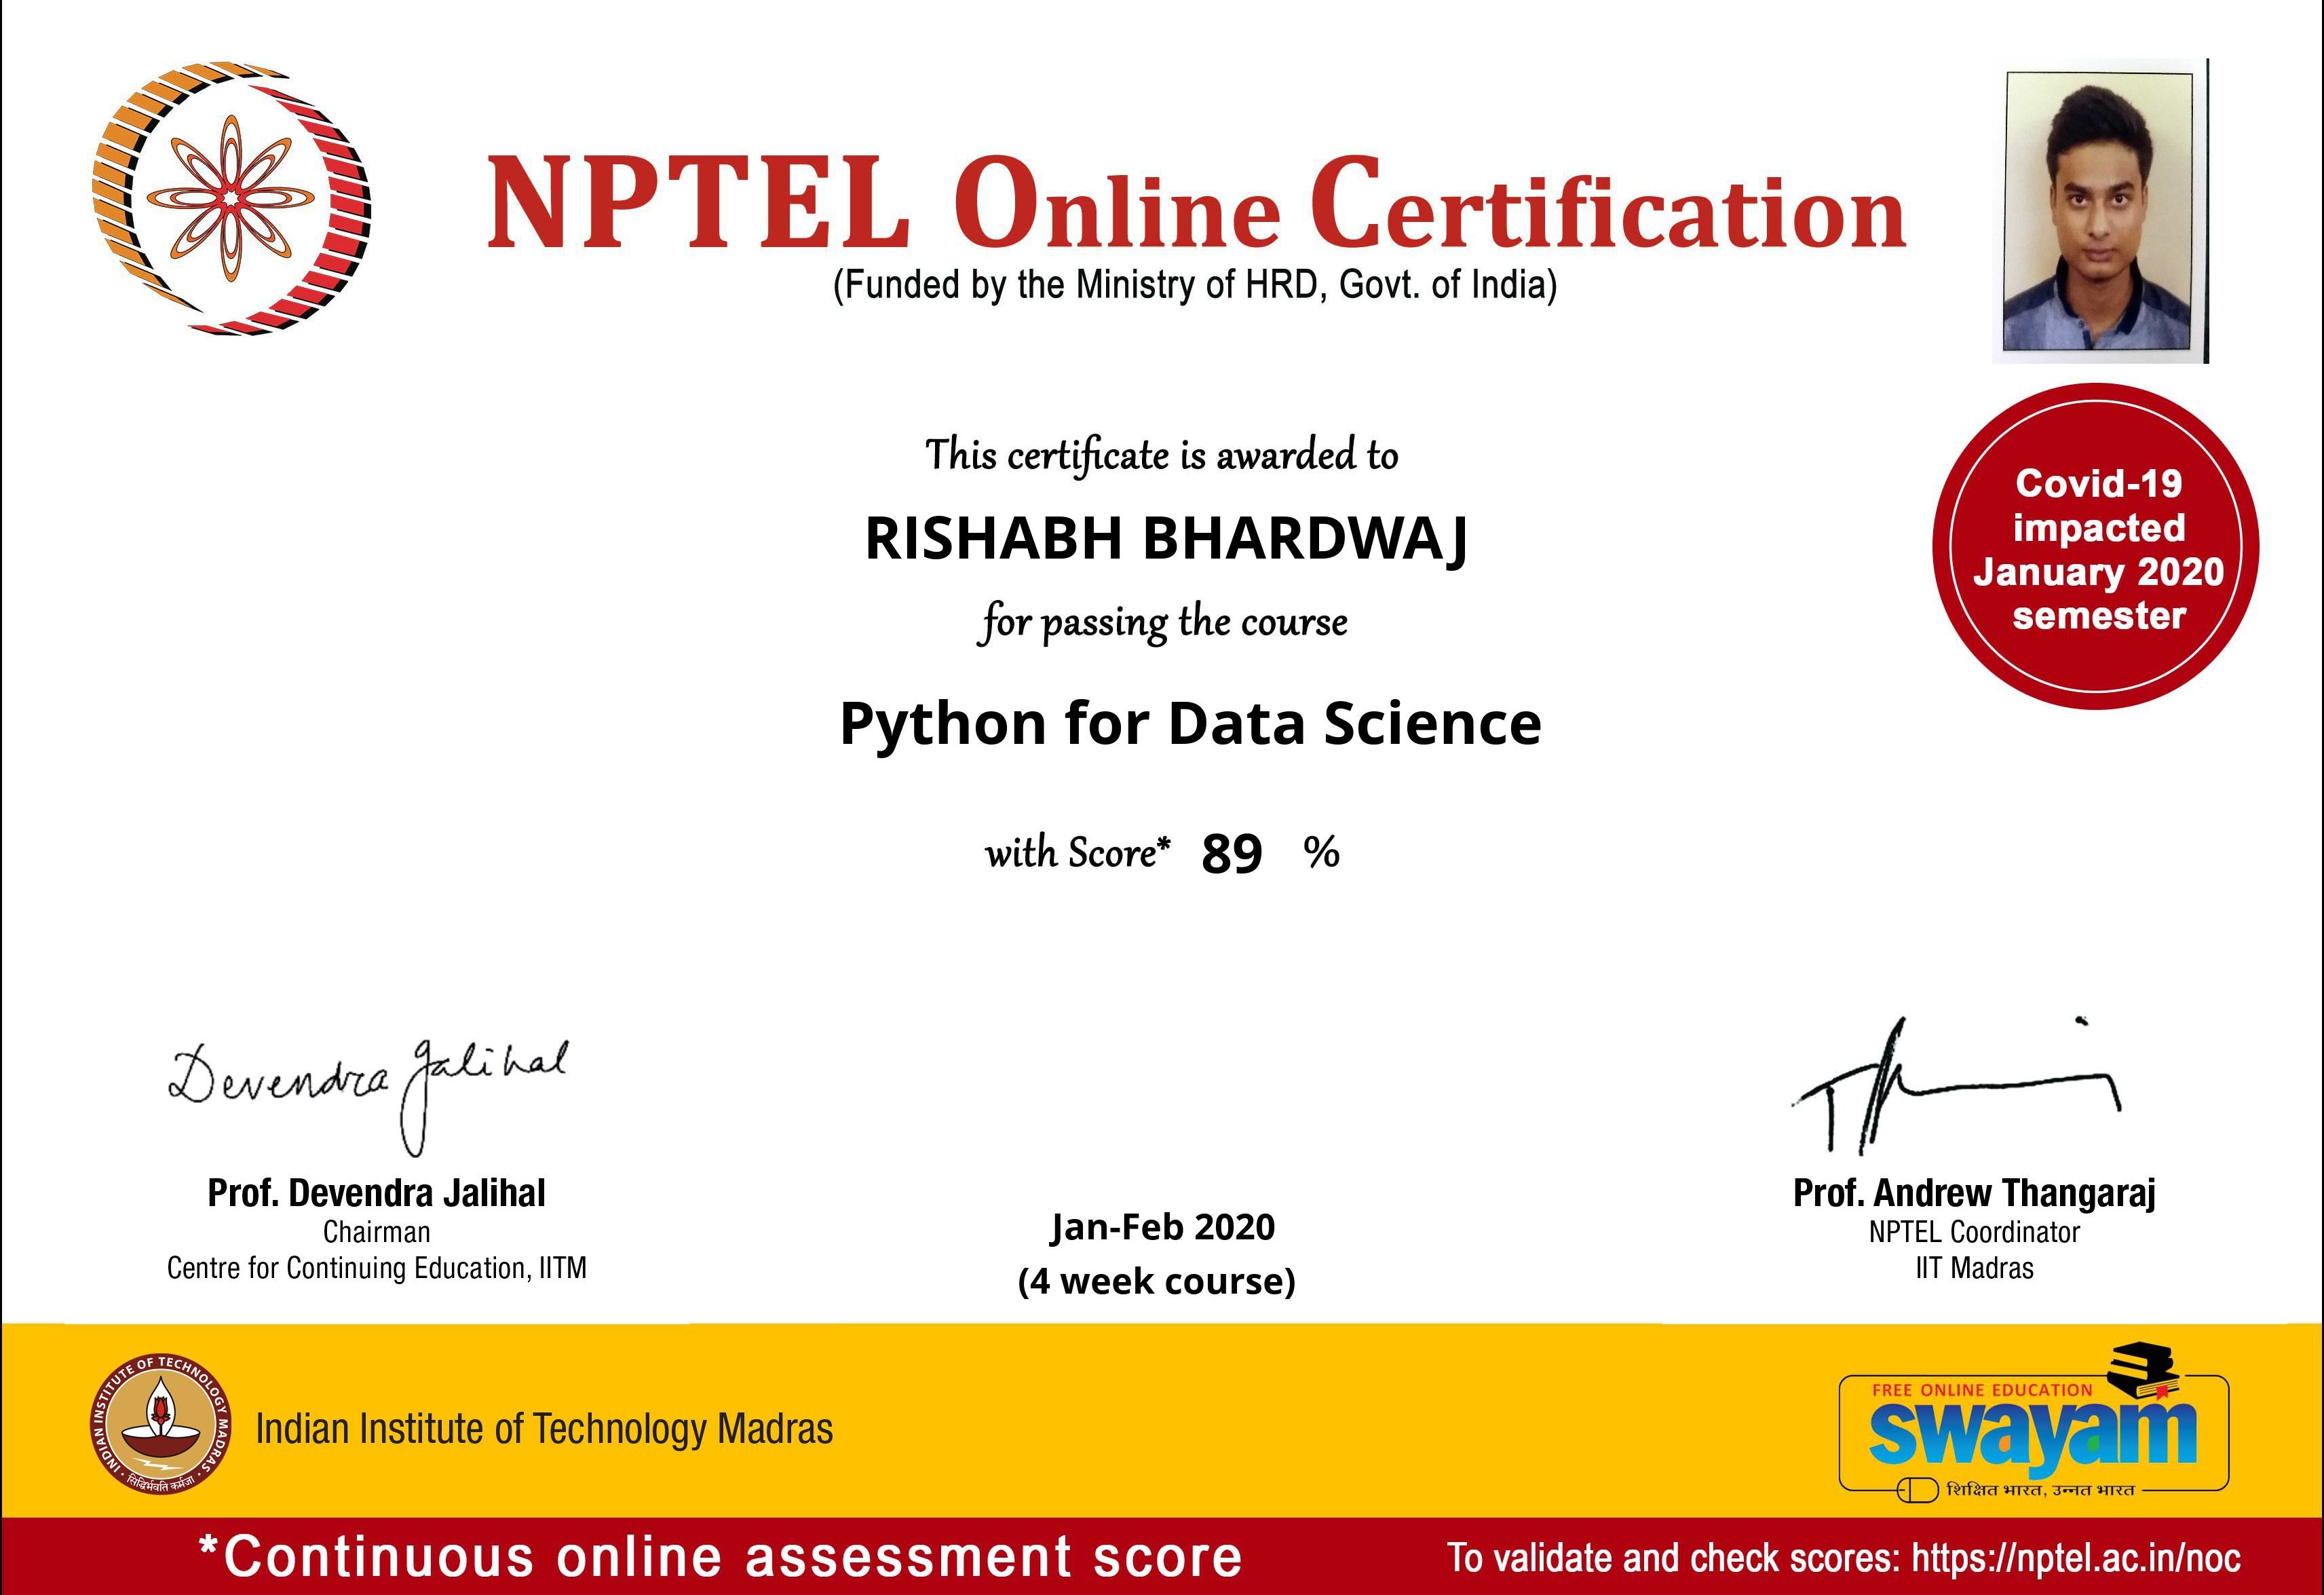 NPTEL Online Certification
(Funded by the Ministry of HRD, Govt. of India)
This certificate is awarded to
RISHABH BHARDWAJ
for passing the course
Python for Data Science
with Score* 89 %
Covid-19
impacted
January 2020
semester
Devendra Jalihal
Prof. Devendra Jalihal
Chairman
Centre for Continuing Education, IITM
Jan-Feb 2020
(4 week course)
Prof. Andrew Thangaraj
NPTEL Coordinator
IIT Madras
INDIAN INSTITUTE OF TECHNOLOGY MADRAS
सिद्धिर्भवति कर्मजा
Indian Institute of Technology Madras
FREE ONLINE EDUCATION
swayam
शिक्षित भारत, उन्नत भारत
*Continuous online assessment score
To validate and check scores: https://nptel.ac.in/noc